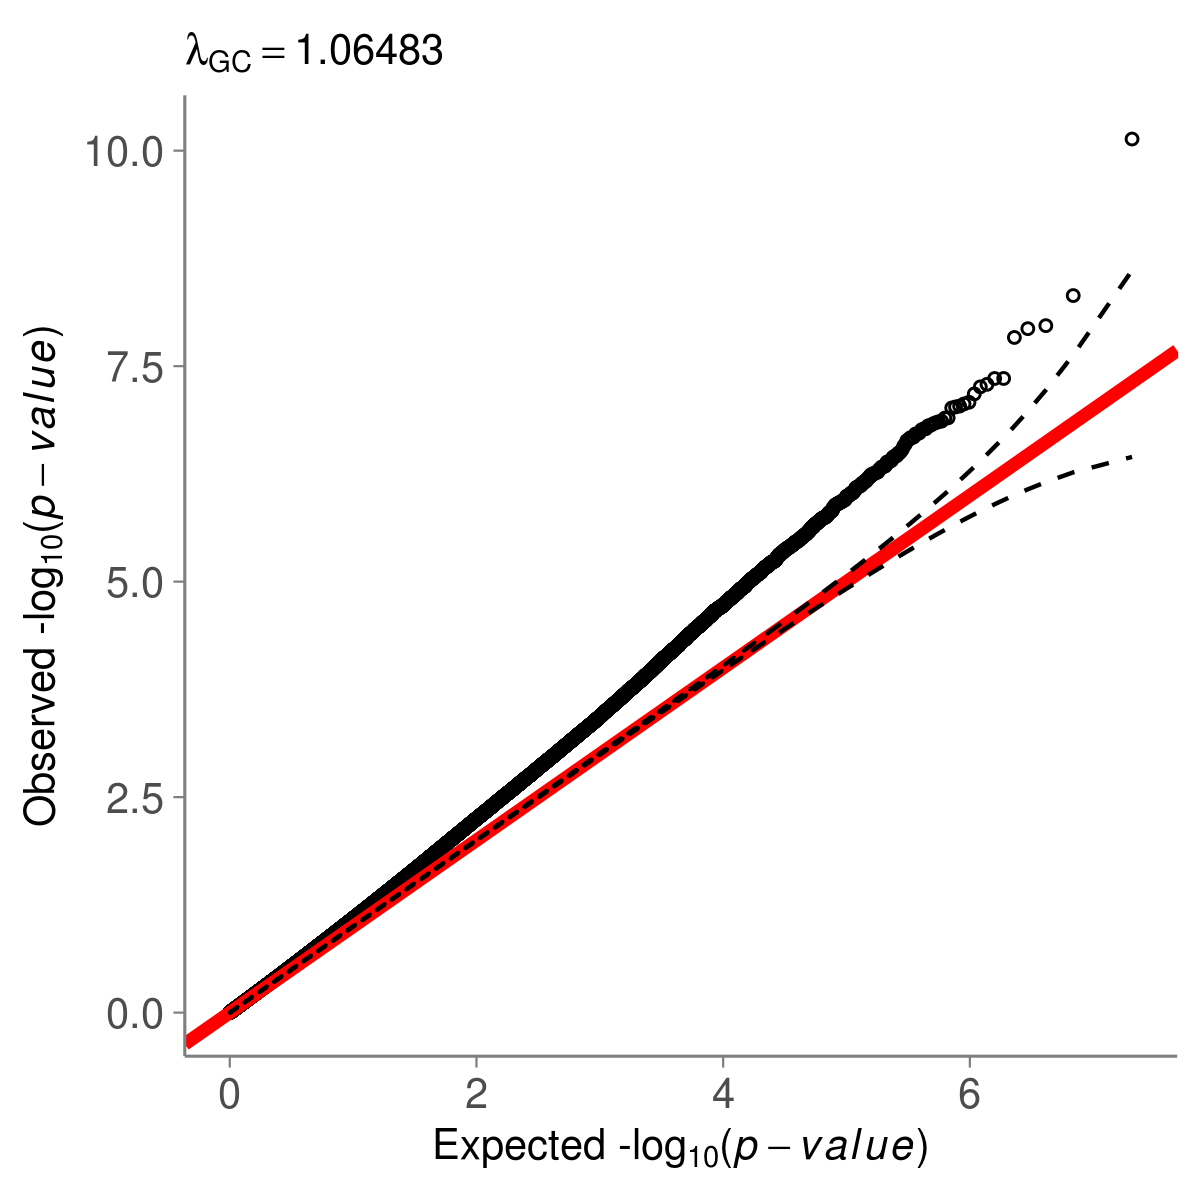 λGC = 1.06483
10.0
7.5
5.0
2.5
0.0
Observed -log10(p − value)
0 2 4 6
Expected -log10(p − value)